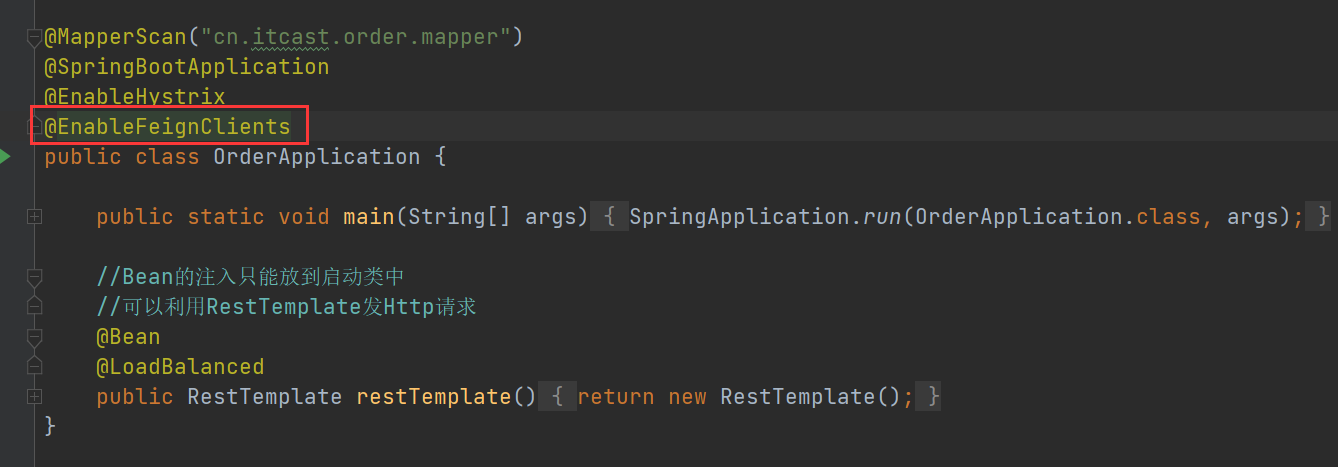 @MapperScan("cn.itcast.order.mapper")
@SpringBootApplication
@EnableHystrix
@EnableFeignClients
public class OrderApplication {
public static void main(String[] args) { SpringApplication.run(OrderApplication.class, args); }
//Bean的注入只能放到启动类中
//可以利用RestTemplate发Http请求
@Bean
@LoadBalanced
public RestTemplate restTemplate() { return new RestTemplate(); }
}